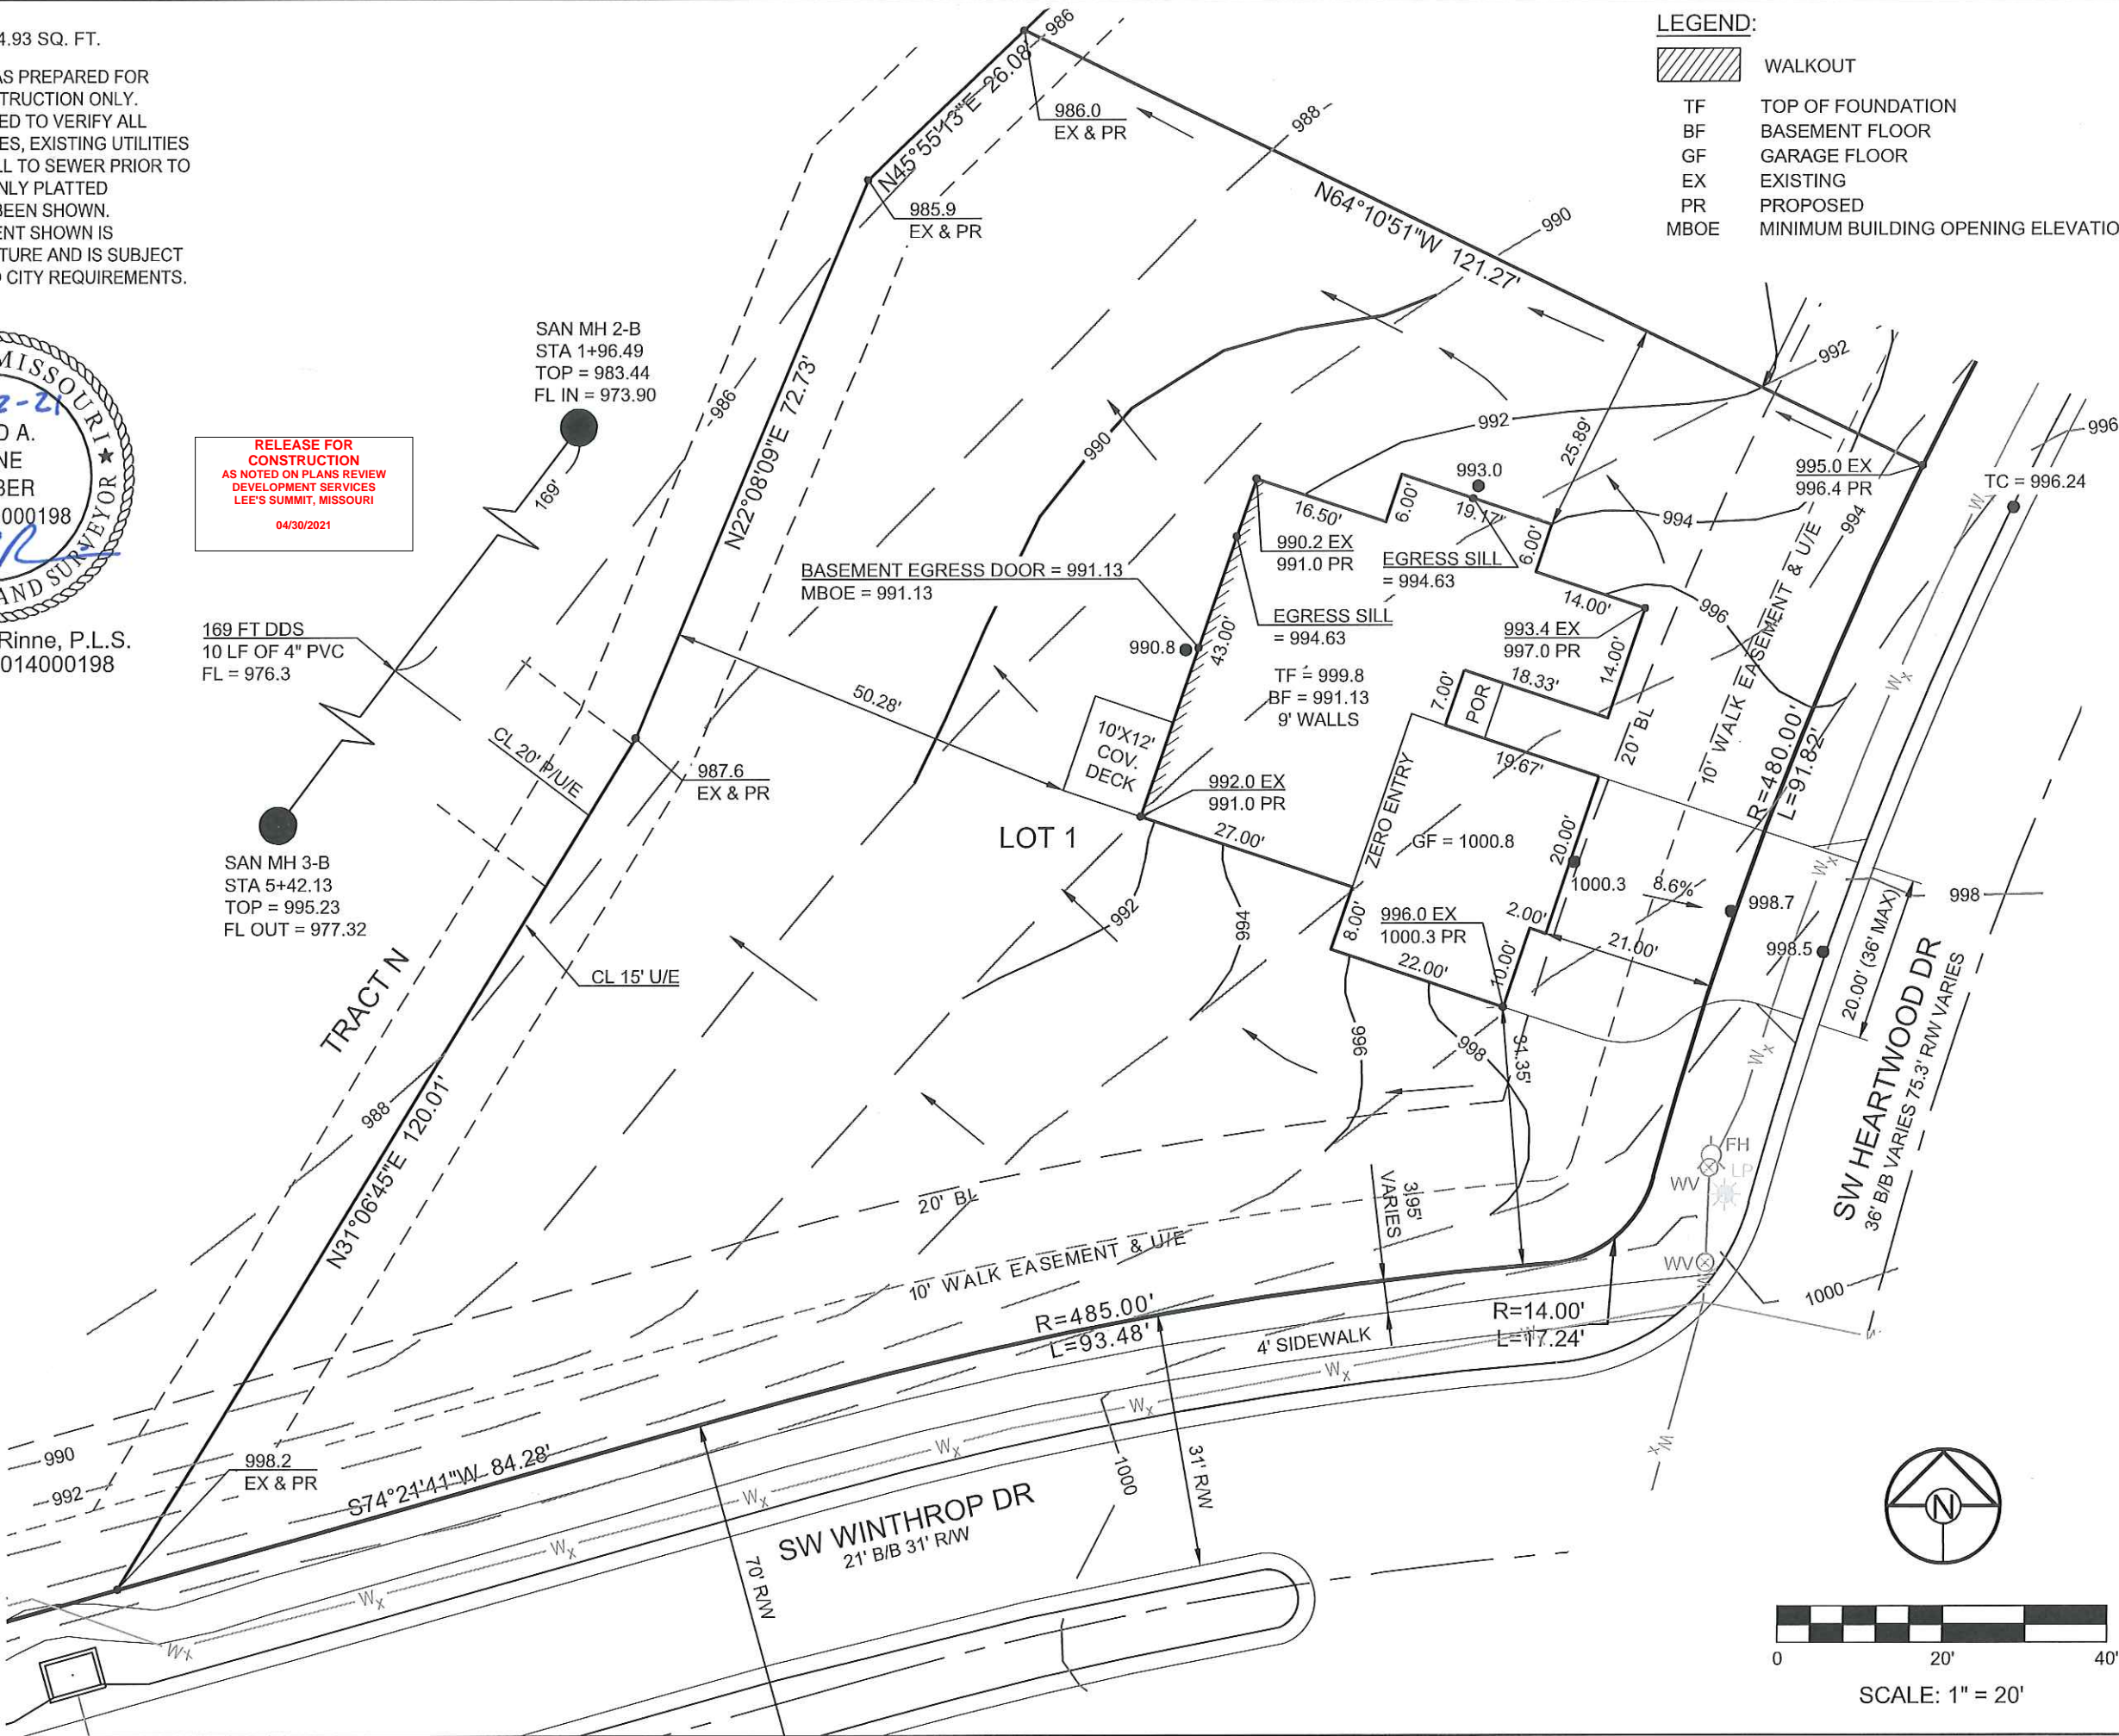 4.93 SQ. FT.
AS PREPARED FOR
STRUCTION ONLY.
ED TO VERIFY ALL
ES, EXISTING UTILITIES
LL TO SEWER PRIOR TO
NLY PLATTED
BEEN SHOWN.
ENT SHOWN IS
TURE AND IS SUBJECT
O CITY REQUIREMENTS.
MISSOURI ★
2-21
D A.
NE
BER
000198
AND SURVEYOR
Rinne, P.L.S.
014000198
RELEASE FOR
CONSTRUCTION
AS NOTED ON PLANS REVIEW
DEVELOPMENT SERVICES
LEE'S SUMMIT, MISSOURI
04/30/2021
LEGEND:
WALKOUT
TF TOP OF FOUNDATION
BF BASEMENT FLOOR
GF GARAGE FLOOR
EX EXISTING
PR PROPOSED
MBOE MINIMUM BUILDING OPENING ELEVATIO
986
N45°55'13"E 26.08'
986.0
EX & PR
985.9
EX & PR
988
N64°10'51"W 121.27'
990
992
SAN MH 2-B
STA 1+96.49
TOP = 983.44
FL IN = 973.90
169'
986
N22°08'09"E 72.73'
990
992
25.89'
995.0 EX
996.4 PR
994
996
TC = 996.24
993.0
16.50'
6.00'
19.17'
6.00'
994
990.2 EX
991.0 PR
EGRESS SILL
= 994.63
BASEMENT EGRESS DOOR = 991.13
MBOE = 991.13
EGRESS SILL
= 994.63
14.00'
996
993.4 EX
997.0 PR
14.00'
990.8
43.00'
TF = 999.8
BF = 991.13
9' WALLS
18.33'
7.00'
POR
20' BL
10' WALK EASEMENT & U/E
169 FT DDS
10 LF OF 4" PVC
FL = 976.3
50.28'
10'X12'
COV.
DECK
19.67'
R=480.00'
L=91.82'
CL 20' P/U/E
987.6
EX & PR
992.0 EX
991.0 PR
ZERO ENTRY
LOT 1
27.00'
GF = 1000.8
20.00'
SAN MH 3-B
STA 5+42.13
TOP = 995.23
FL OUT = 977.32
1000.3
8.6%
998.7
998
992
994
8.00'
996.0 EX
1000.3 PR
2.00'
10.00'
21.00'
998.5
20.00' (36' MAX)
22.00'
TRACT N
CL 15' U/E
SW HEARTWOOD DR
36' B/B VARIES 75.3' R/W VARIES
996
998
34.35'
988
N31°06'45"E 120.01'
FH
LP
WV
20' BL
3.95'
VARIES
10' WALK EASEMENT & U/E
WV
1000
R=485.00'
L=93.48'
R=14.00'
L=17.24'
4' SIDEWALK
990
992
998.2
EX & PR
S74°21'41"W 84.28'
1000
31' R/W
SW WINTHROP DR
21' B/B 31' R/W
70' R/W
N
0 20' 40'
SCALE: 1" = 20'